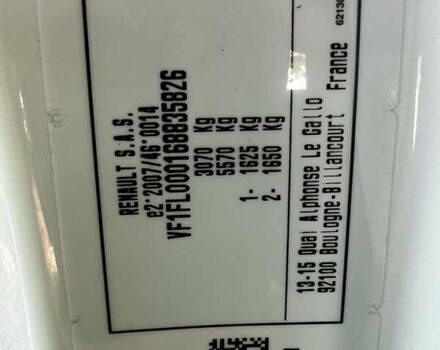 RENAULT S.A.S.
e2*2007/46*0014
VF1FL000168835826
3070 Kg
5570 Kg
1- 1625 Kg
2- 1650 Kg
13-15 Quai Alphonse Le Gallo
92100 Boulogne-Billancourt France